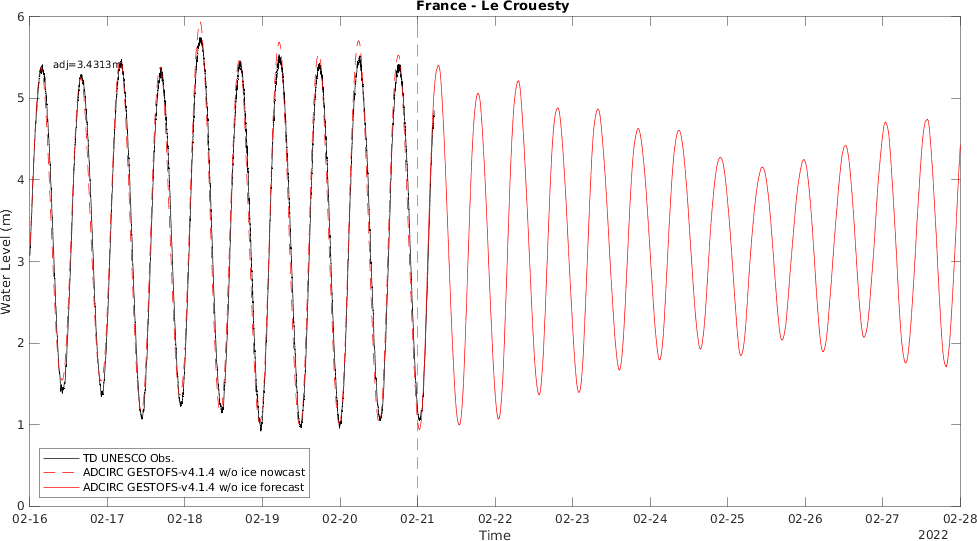 France - Le Crouesty
6
5
4
3
2
1
0
Water Level (m)
adj=3.4313m
TD UNESCO Obs.
ADCIRC GESTOFS-v4.1.4 w/o ice nowcast
ADCIRC GESTOFS-v4.1.4 w/o ice forecast
02-16 02-17 02-18 02-19 02-20 02-21 02-22 02-23 02-24 02-25 02-26 02-27 02-28
Time
2022